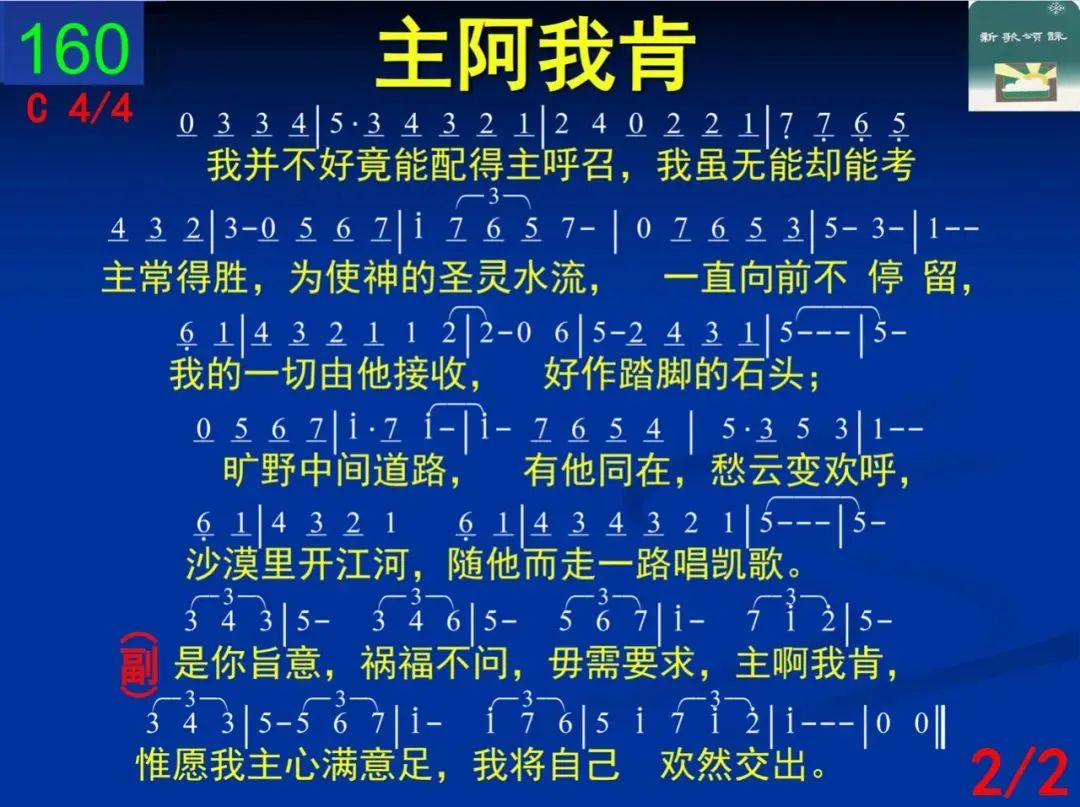 160
主阿我肯
新歌颂咏
C 4/4
0 3 3 4|5·3 4 3 2 1|2 4 0 2 2 1|7 7 6 5
我并不好竟能配得主呼召，我虽无能却能考
3
4 3 2|3-0 5 6 7|i 7 6 5 7-| 0 7 6 5 3|5- 3-|1--
主常得胜，为使神的圣灵水流， 一直向前不 停 留，
6 1|4 3 2 1 1 2|2-0 6|5-2 4 3 1|5---|5-
我的一切由他接收， 好作踏脚的石头；
0 5 6 7|i·7 i-|i- 7 6 5 4 | 5·3 5 3|1--
旷野中间道路， 有他同在，愁云变欢呼，
6 1|4 3 2 1 6 1|4 3 4 3 2 1|5---|5-
沙漠里开江河，随他而走一路唱凯歌。
3 3 3 3
3 4 3|5- 3 4 6|5- 5 6 7|i- 7 i 2|5-
(副) 是你旨意，祸福不问，毋需要求，主啊我肯，
3 3 3 3
3 4 3|5-5 6 7|i- i 7 6|5 i 7 i 2|i---|0 0‖
惟愿我主心满意足，我将自己 欢然交出。
2/2